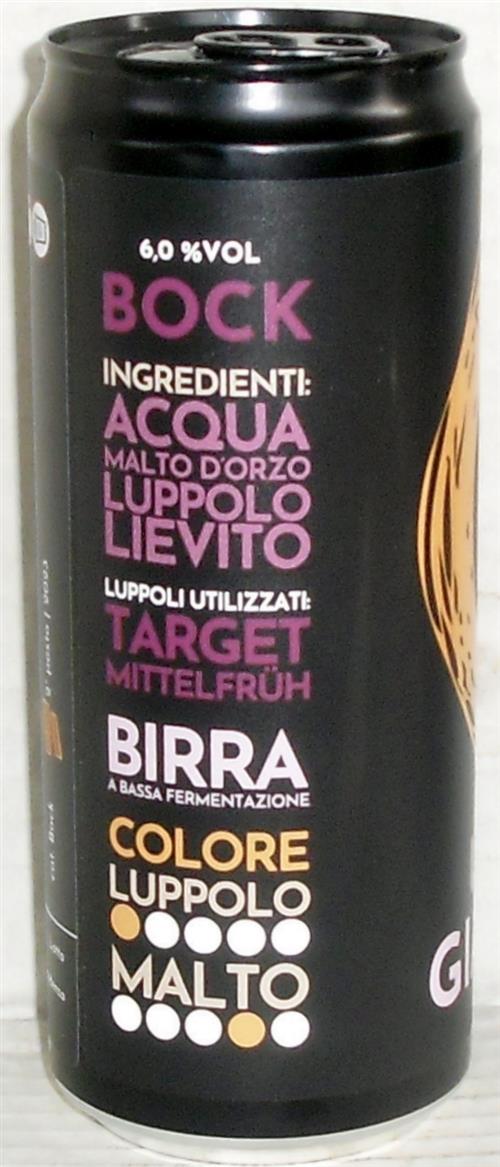 6,0 %VOL
BOCK
INGREDIENTI:
ACQUA
MALTO D'ORZO
LUPPOLO
LIEVITO
LUPPOLI UTILIZZATI:
TARGET
MITTELFRÜH
BIRRA
A BASSA FERMENTAZIONE
COLORE
LUPPOLO
MALTO
GI